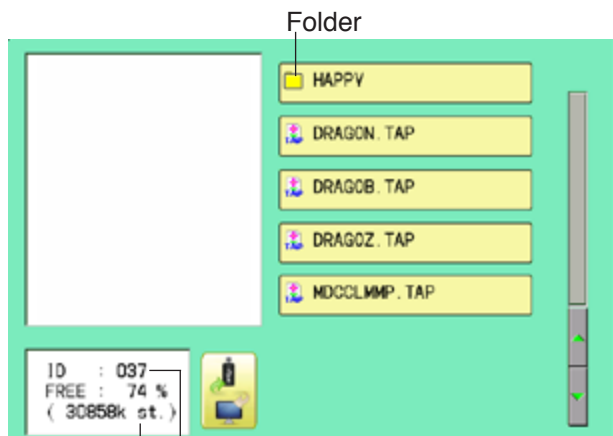 Folder
HAPPY
DRAGON.TAP
DRAGOB.TAP
DRAGOZ.TAP
MDCCLMMP.TAP
ID : 037
FREE : 74 %
( 30858k st.)